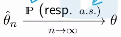 θ̂ₙ —ℙ (resp. a.s.)/n→∞→ θ